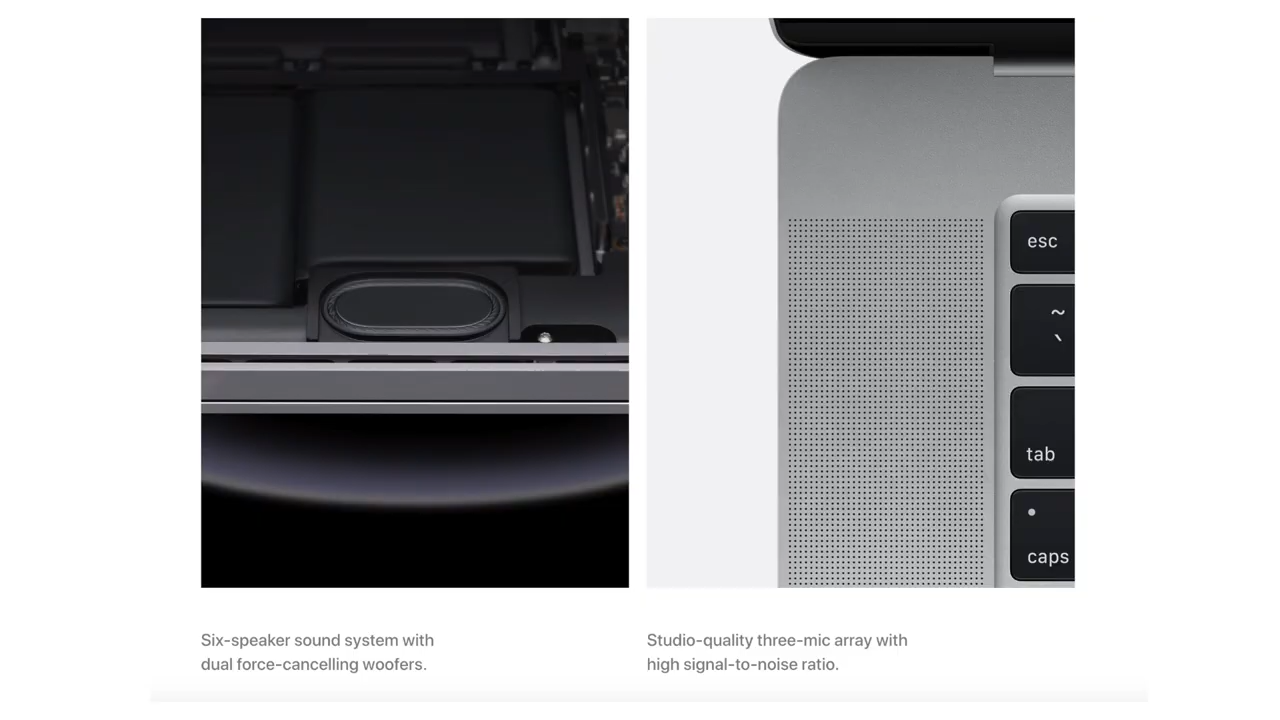 esc
~
`
tab
caps
Six-speaker sound system with
dual force-cancelling woofers.
Studio-quality three-mic array with
high signal-to-noise ratio.